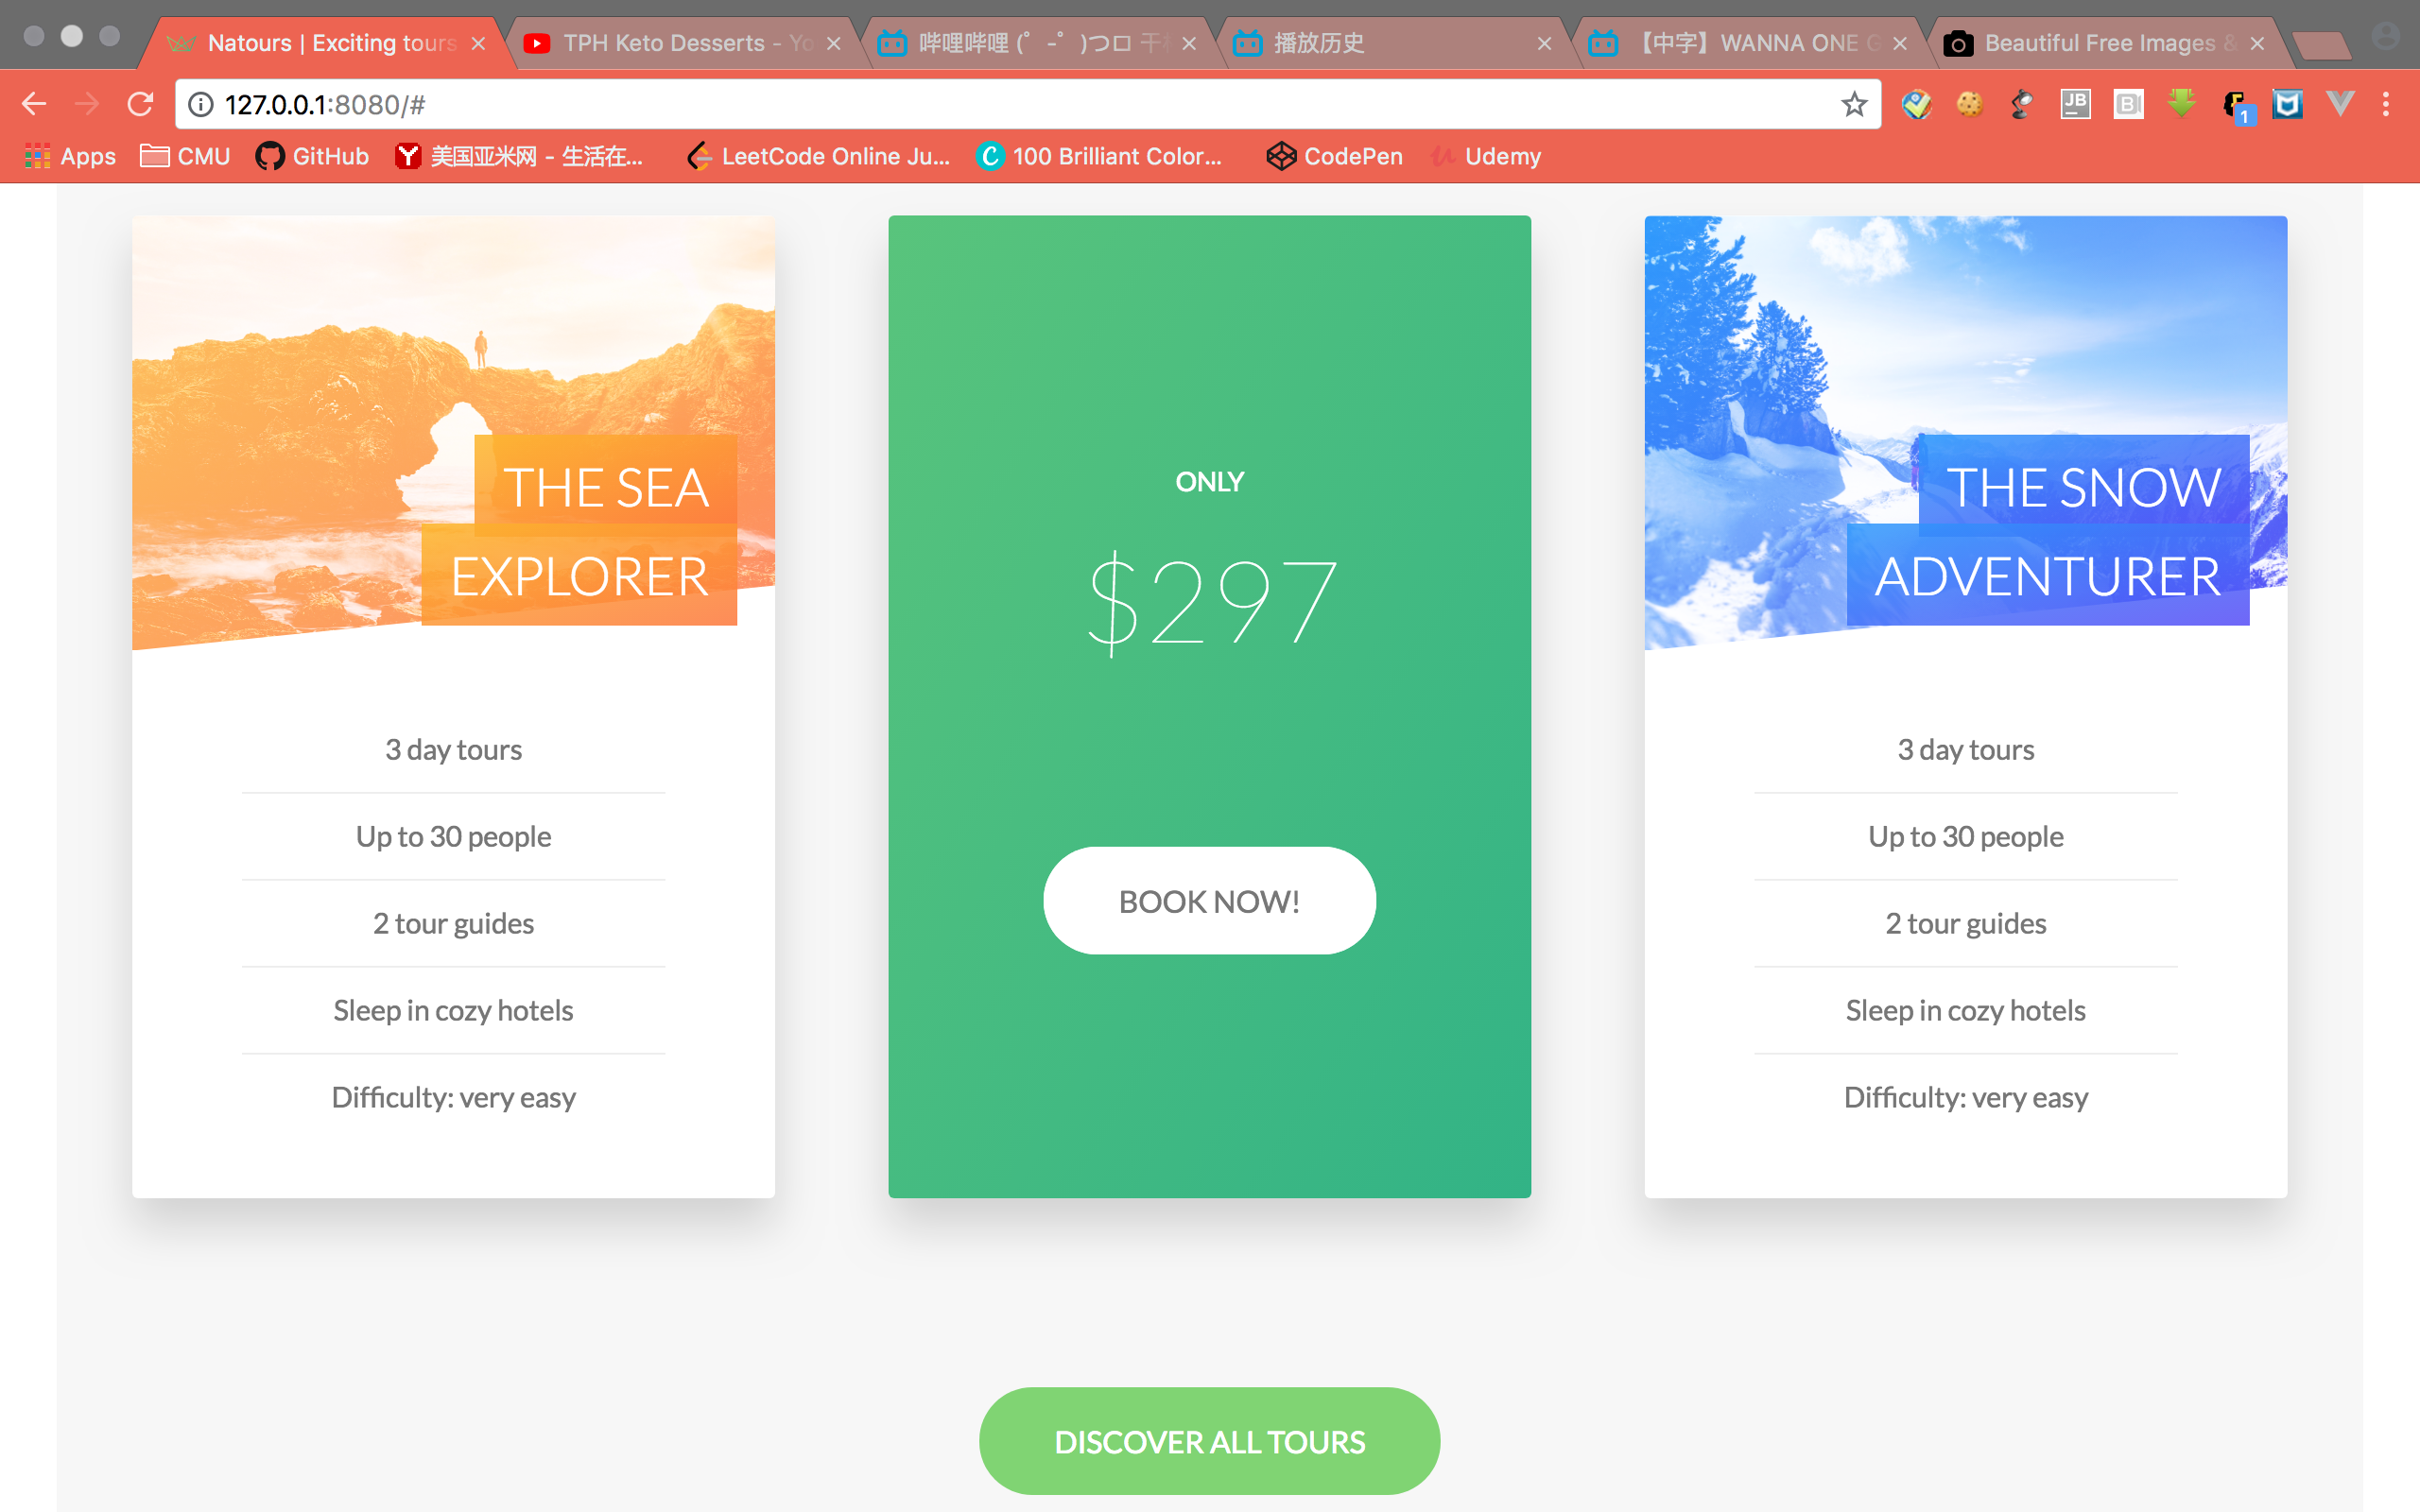 Natours | Exciting tours
TPH Keto Desserts - Yo
哔哩哔哩 (゜-゜)つロ 干
播放历史
【中字】WANNA ONE G
Beautiful Free Images &
127.0.0.1:8080/#
JB
B
1
Apps
CMU
GitHub
美国亚米网 - 生活在...
LeetCode Online Ju...
100 Brilliant Color...
CodePen
Udemy
THE SEA
EXPLORER
3 day tours
Up to 30 people
2 tour guides
Sleep in cozy hotels
Difficulty: very easy
ONLY
$297
BOOK NOW!
THE SNOW
ADVENTURER
3 day tours
Up to 30 people
2 tour guides
Sleep in cozy hotels
Difficulty: very easy
DISCOVER ALL TOURS